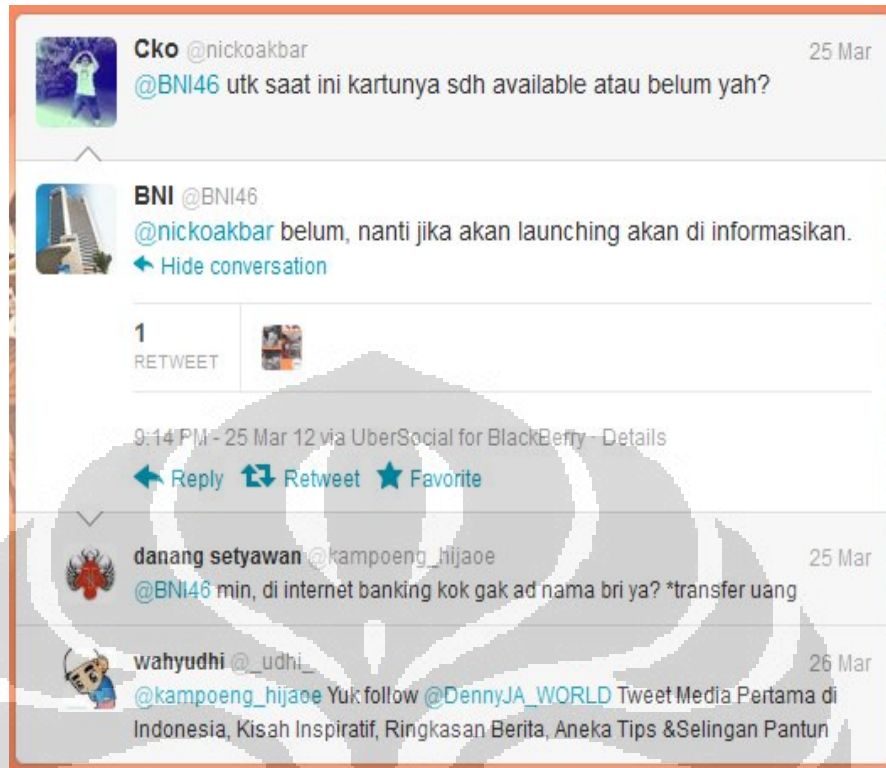 Cko @nickoakbar 25 Mar
@BNI46 utk saat ini kartunya sdh available atau belum yah?
BNI @BNI46
@nickoakbar belum, nanti jika akan launching akan di informasikan.
Hide conversation
1
RETWEET
9:14 PM - 25 Mar 12 via UberSocial for BlackBerry · Details
Reply Retweet Favorite
danang setyawan @kampoeng_hijaoe 25 Mar
@BNI46 min, di internet banking kok gak ad nama bri ya? *transfer uang
wahyudhi @_udhi_ 26 Mar
@kampoeng_hijaoe Yuk follow @DennyJA_WORLD Tweet Media Pertama di
Indonesia, Kisah Inspiratif, Ringkasan Berita, Aneka Tips &Selingan Pantun